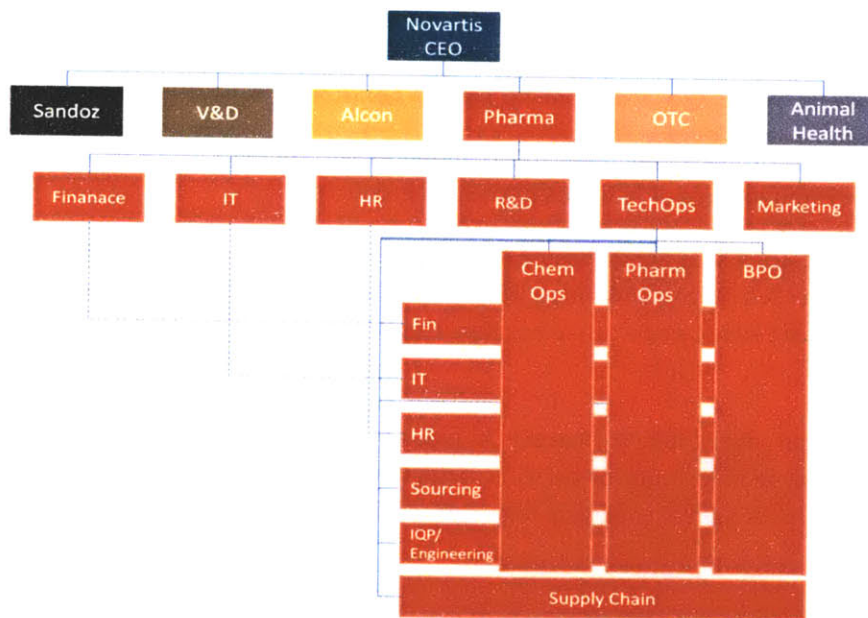 Novartis
CEO
Sandoz
V&D
Alcon
Pharma
OTC
Animal
Health
Finanace
IT
HR
R&D
TechOps
Marketing
Chem
Ops
Pharm
Ops
BPO
Fin
IT
HR
Sourcing
IQP/
Engineering
Supply Chain